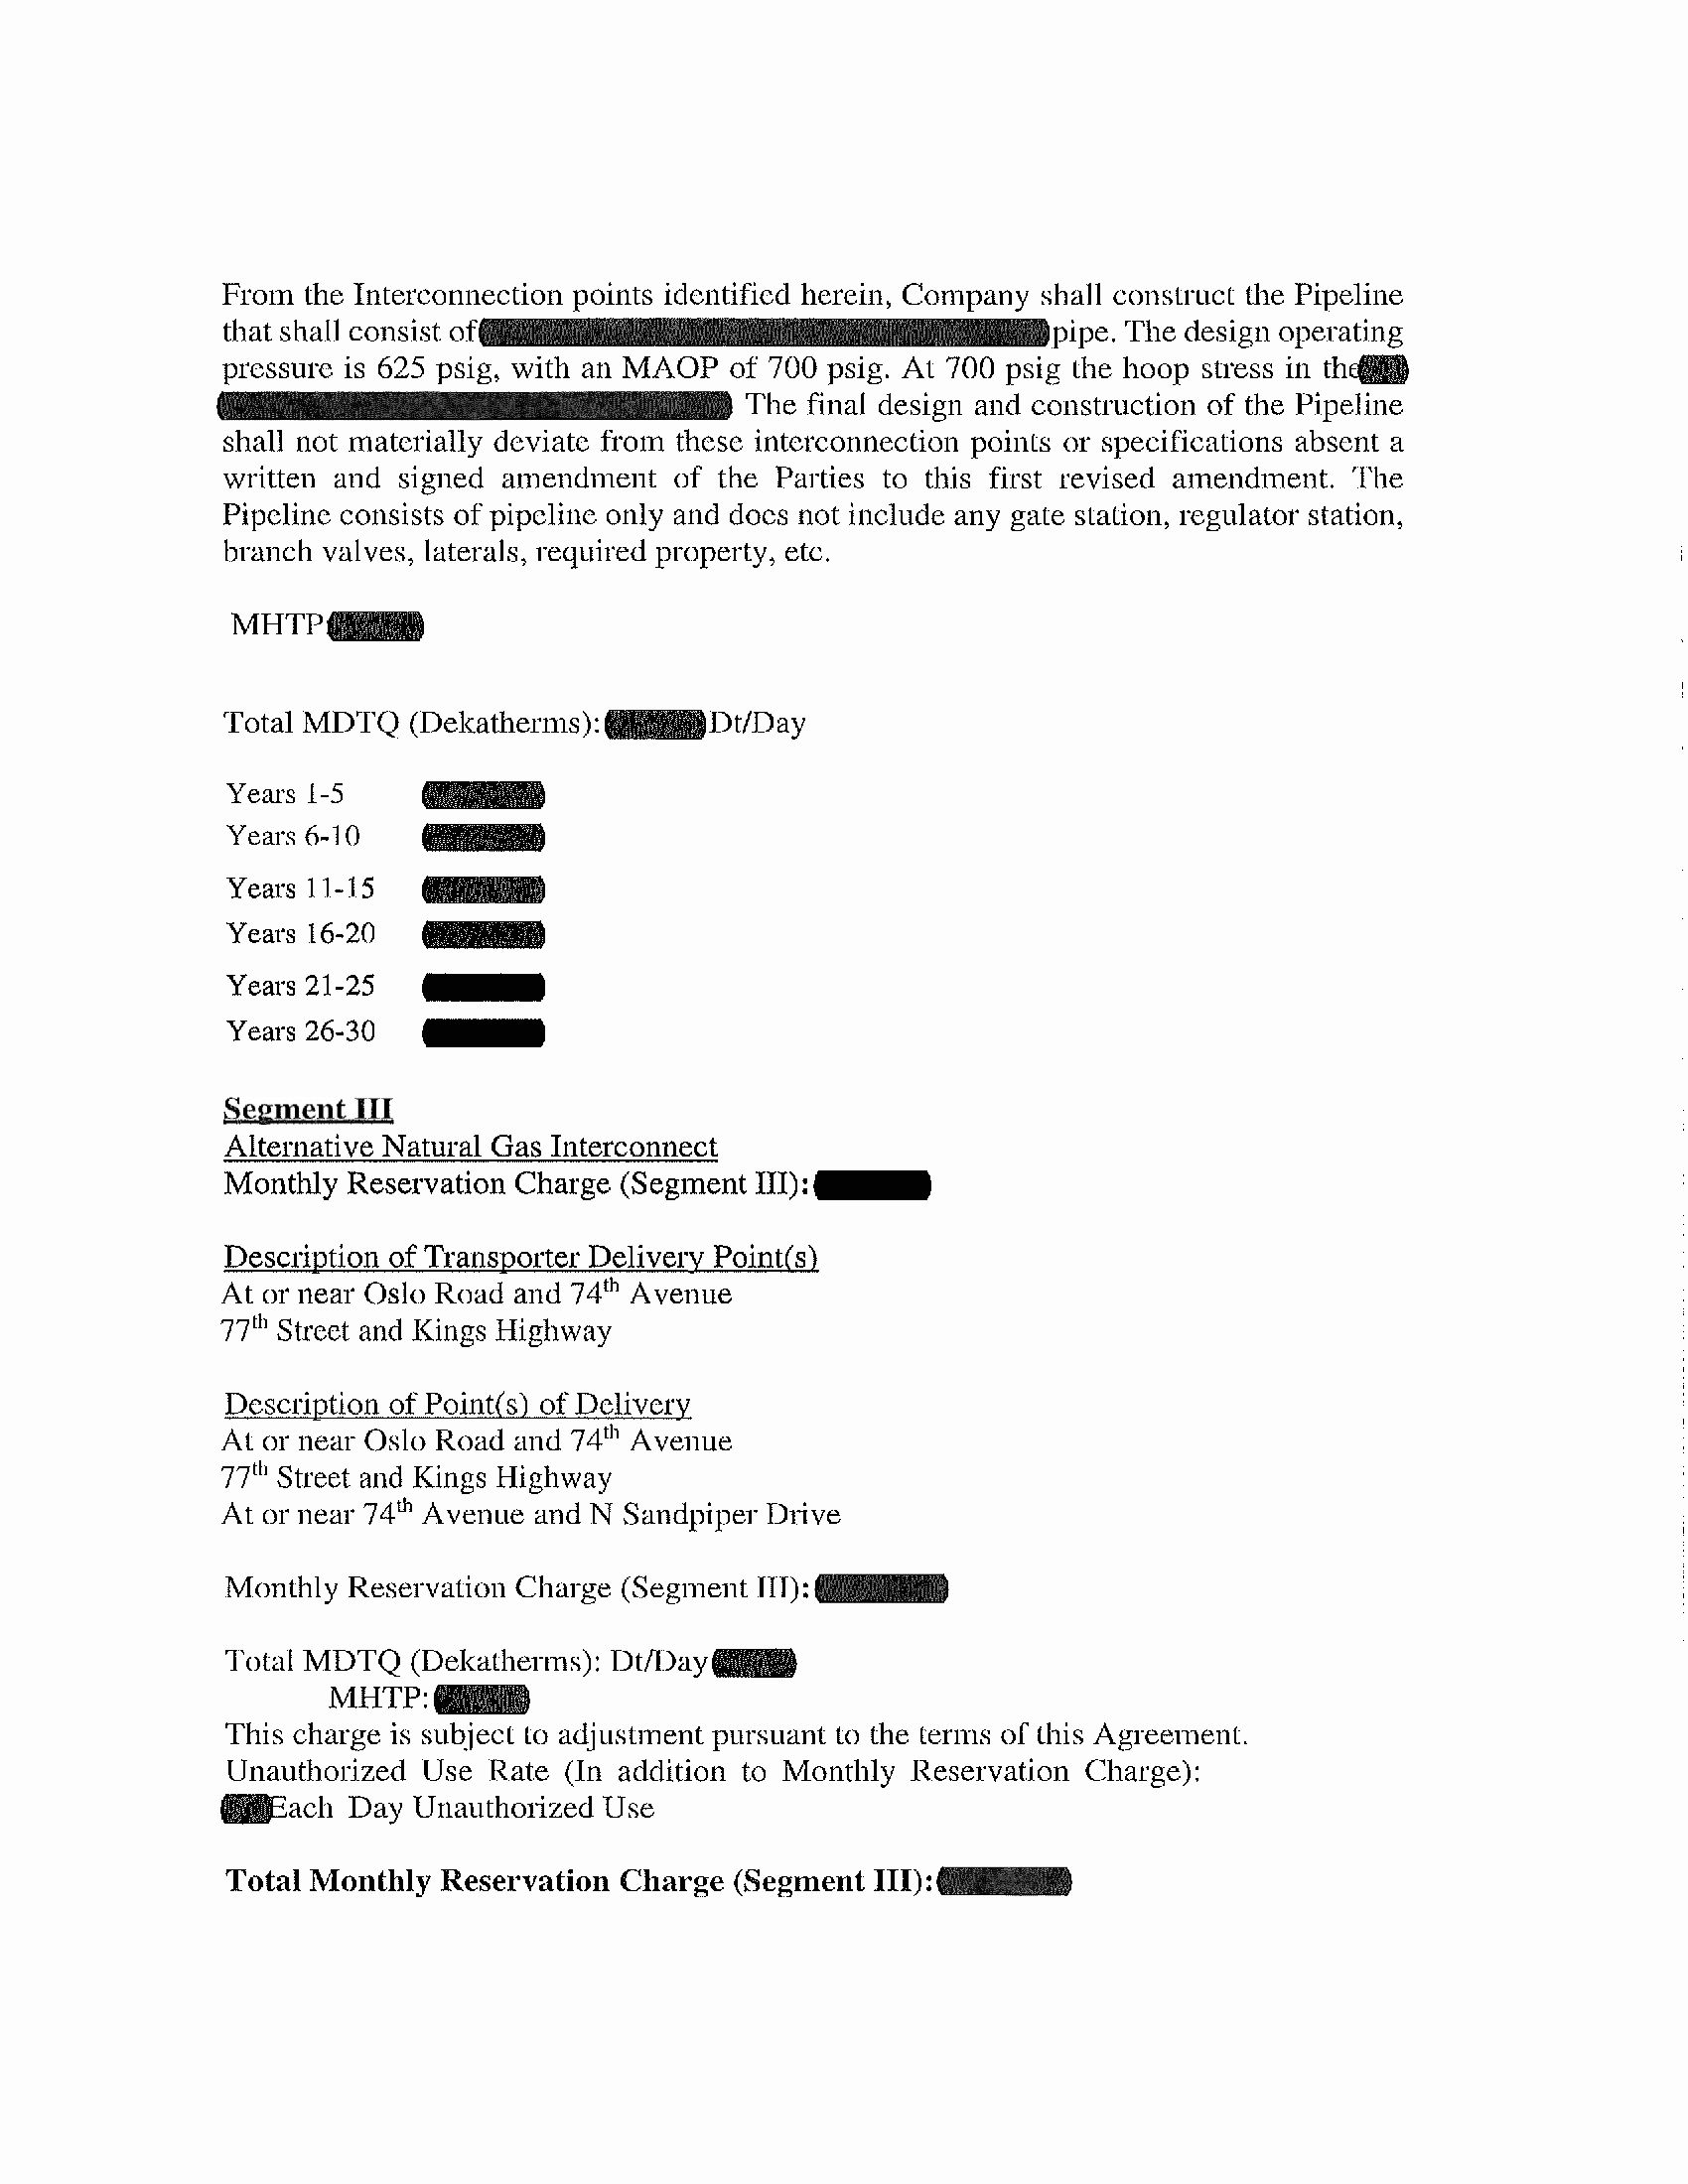 From the Interconnection points identified herein, Company shall construct the Pipeline
that shall consist of pipe. The design operating
pressure is 625 psig, with an MAOP of 700 psig. At 700 psig the hoop stress in the
The final design and construction of the Pipeline
shall not materially deviate from these interconnection points or specifications absent a
written and signed amendment of the Parties to this first revised amendment. The
Pipeline consists of pipeline only and does not include any gate station, regulator station,
branch valves, laterals, required property, etc.
MHTP
Total MDTQ (Dekatherms): Dt/Day
Years 1-5
Years 6-10
Years 11-15
Years 16-20
Years 21-25
Years 26-30
Segment III
Alternative Natural Gas Interconnect
Monthly Reservation Charge (Segment III):
Description of Transporter Delivery Point(s)
At or near Oslo Road and 74th Avenue
77th Street and Kings Highway
Description of Point(s) of Delivery
At or near Oslo Road and 74th Avenue
77th Street and Kings Highway
At or near 74th Avenue and N Sandpiper Drive
Monthly Reservation Charge (Segment III):
Total MDTQ (Dekatherms): Dt/Day
MHTP:
This charge is subject to adjustment pursuant to the terms of this Agreement.
Unauthorized Use Rate (In addition to Monthly Reservation Charge):
Each Day Unauthorized Use
Total Monthly Reservation Charge (Segment III):